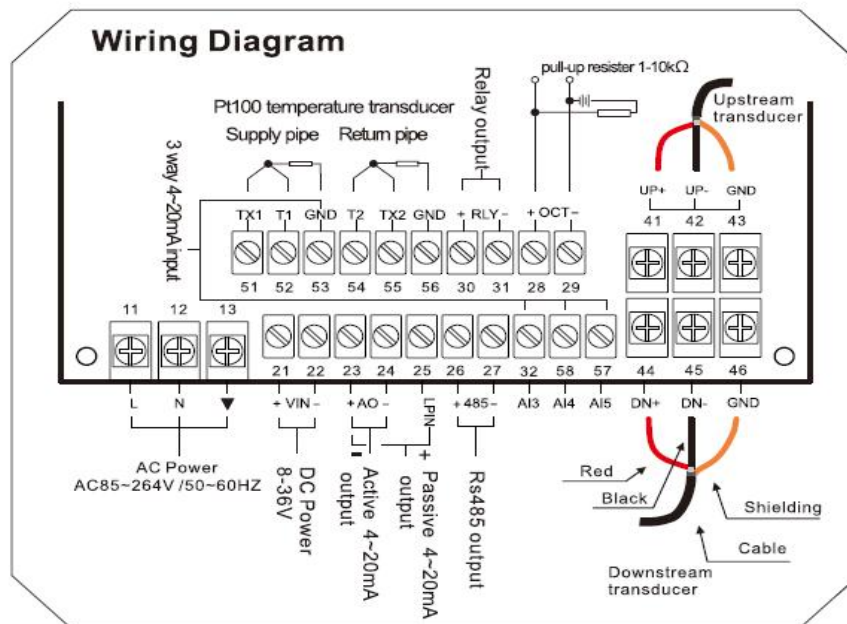 Wiring Diagram
pull-up resister 1-10kΩ
Relay output
Upstream
transducer
Pt100 temperature transducer
Supply pipe
Return pipe
3 way 4~20mA input
UP+ UP- GND
41 42 43
TX1 T1 GND T2 TX2 GND + RLY - + OCT -
51 52 53 54 55 56 30 31 28 29
11 12 13
21 22 23 24 25 26 27 32 58 57 44 45 46
L N
+ VIN - + AO - LPIN + 485 - AI3 AI4 AI5 DN+ DN- GND
AC Power
AC85~264V /50~60HZ
DC Power
8-36V
- +
Active 4~20mA
output
Passive 4~20mA
output
Rs485 output
Red
Black
Shielding
Cable
Downstream
transducer